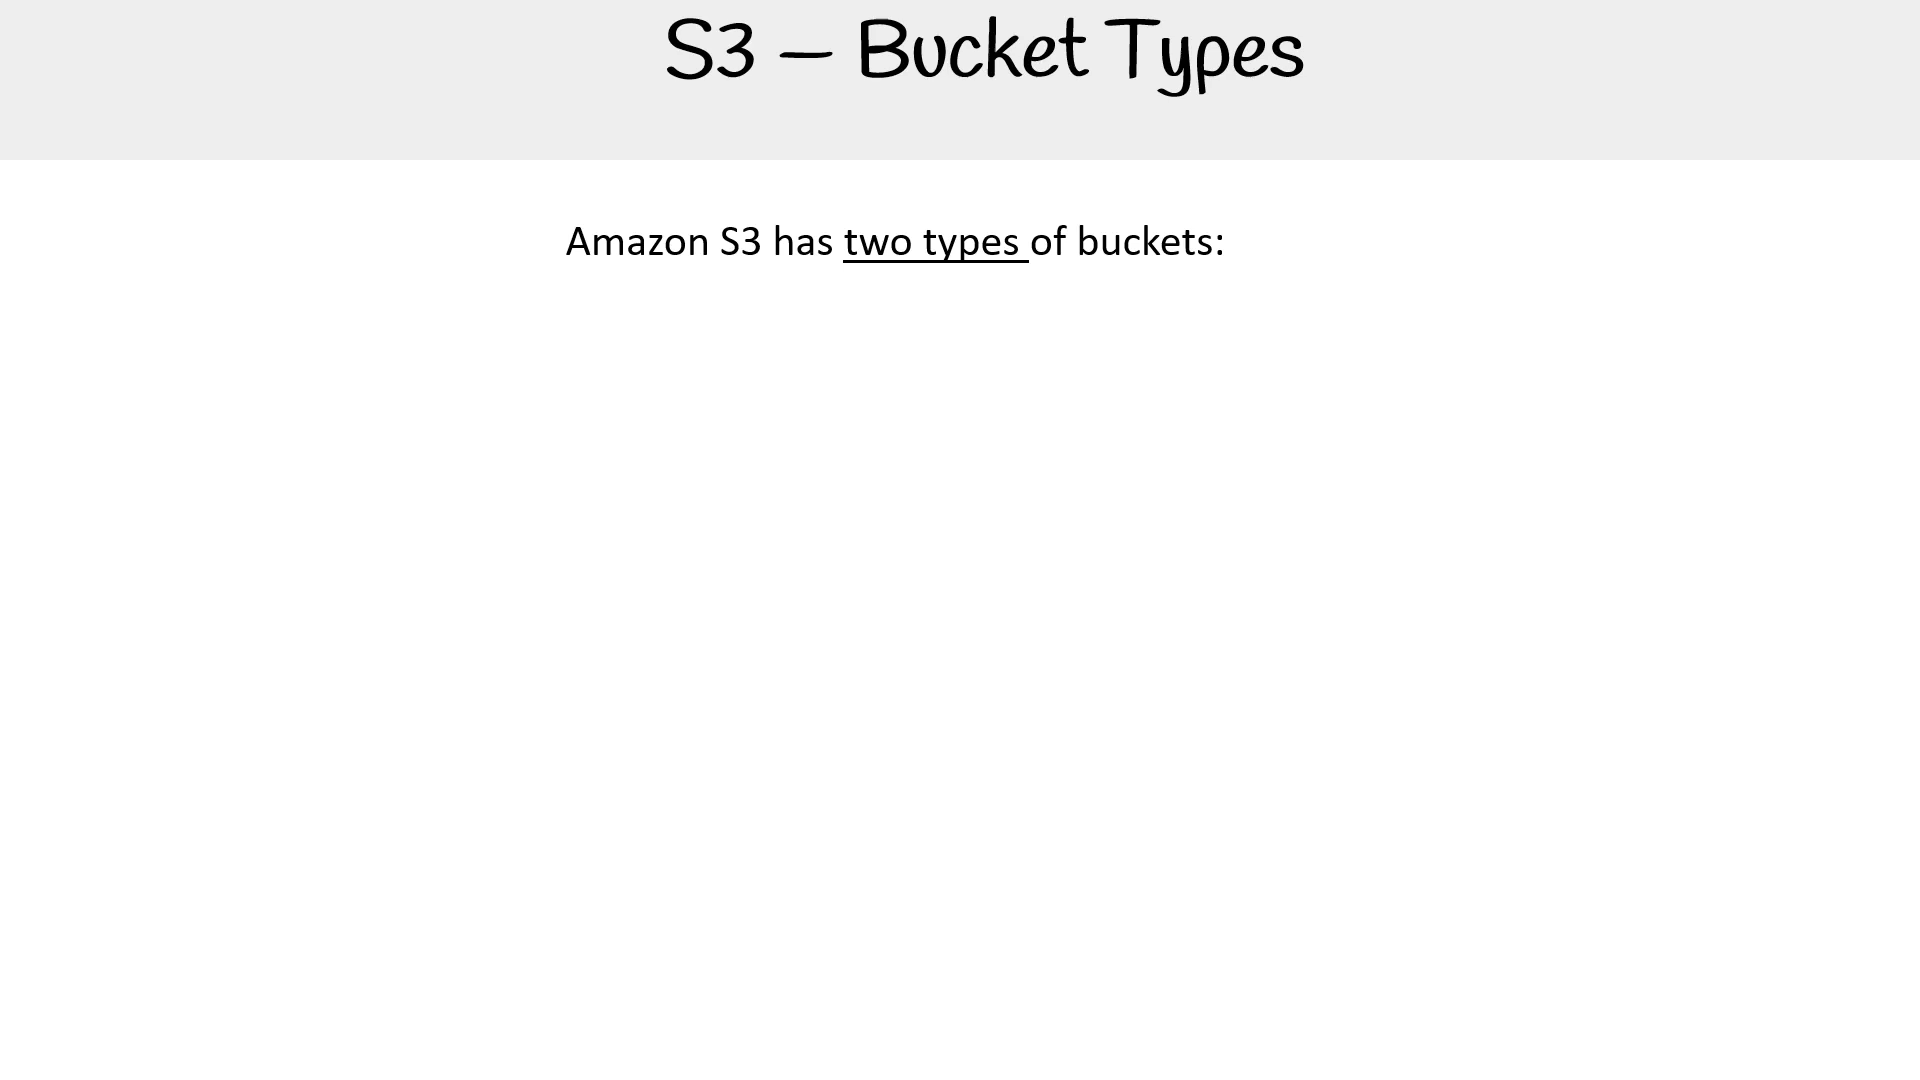 S3 – Bucket Types
Amazon S3 has two types of buckets: